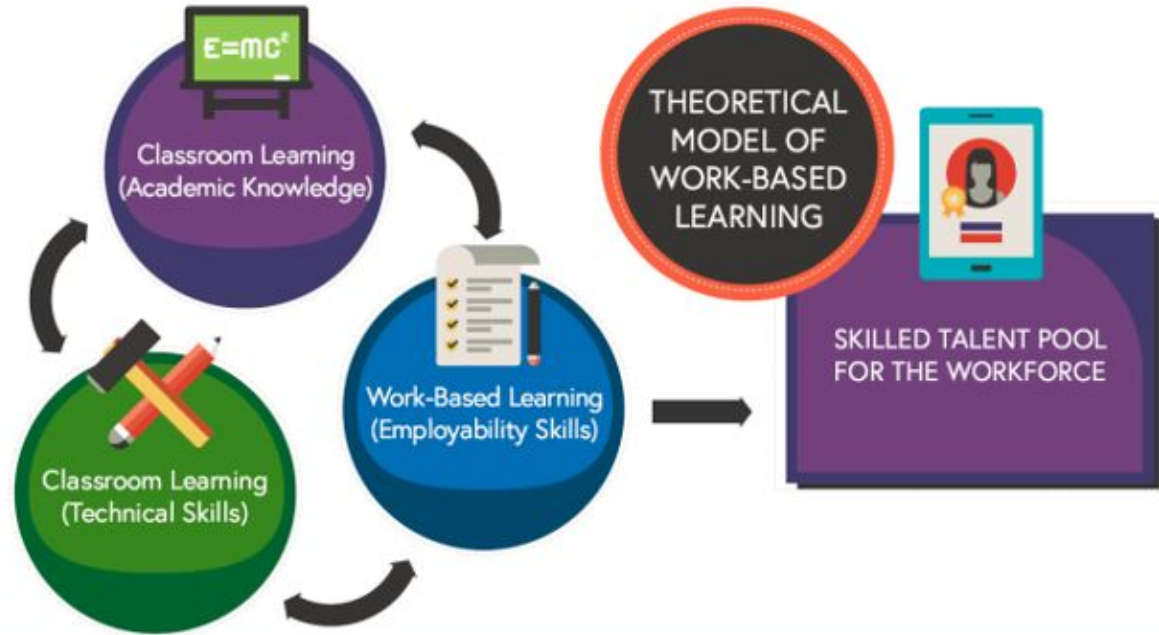 E=mc²
Classroom Learning
(Academic Knowledge)
THEORETICAL
MODEL OF
WORK-BASED
LEARNING
SKILLED TALENT POOL
FOR THE WORKFORCE
Work-Based Learning
(Employability Skills)
Classroom Learning
(Technical Skills)